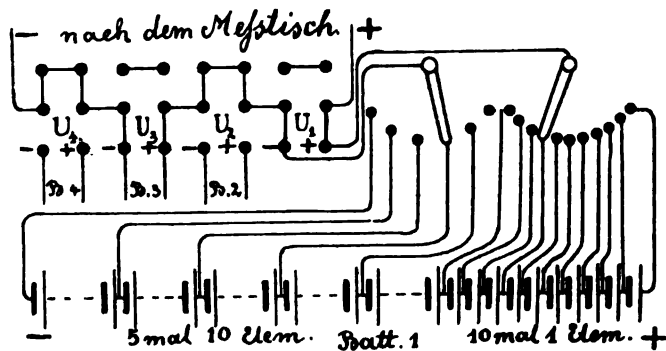 − nach dem Meßtisch. +
U4 U3 U2 U1
− + − + − + − +
B.4 B.3 B.2
− 5 mal 10 Elem. Batt. 1 10 mal 1 Elem. +